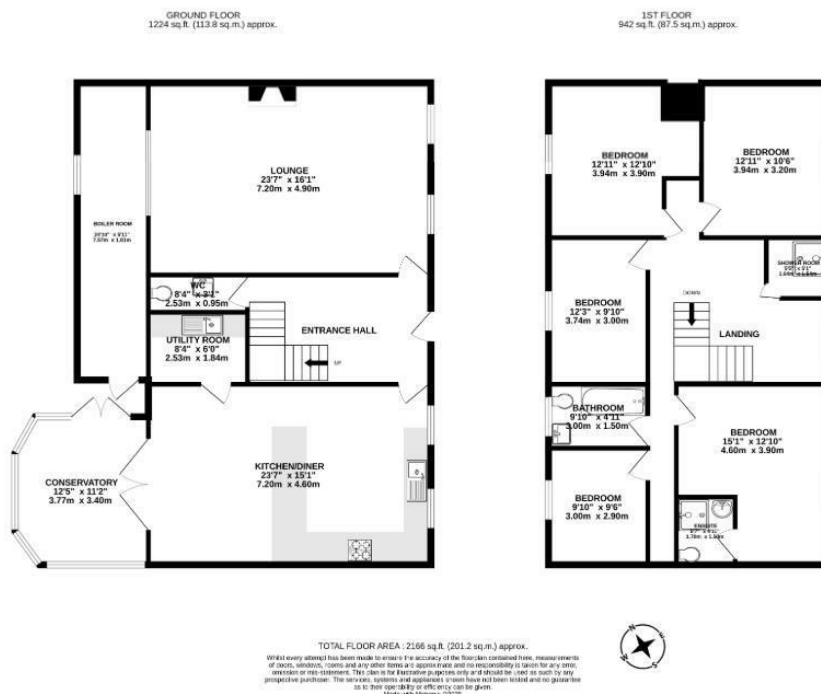 GROUND FLOOR
1224 sq.ft. (113.8 sq.m.) approx.
LOUNGE
23'7" x 16'1"
7.20m x 4.90m
BOILER ROOM
WC
8'4" x 3'1"
2.53m x 0.95m
UTILITY ROOM
8'4" x 6'0"
2.53m x 1.84m
ENTRANCE HALL
UP
CONSERVATORY
12'5" x 11'2"
3.77m x 3.40m
KITCHEN/DINER
23'7" x 15'1"
7.20m x 4.60m
1ST FLOOR
942 sq.ft. (87.5 sq.m.) approx.
BEDROOM
12'11" x 12'10"
3.94m x 3.90m
BEDROOM
12'11" x 10'6"
3.94m x 3.20m
SHOWER ROOM
BEDROOM
12'3" x 9'10"
3.74m x 3.00m
DOWN
LANDING
BATHROOM
9'10" x 4'11"
3.00m x 1.50m
BEDROOM
15'1" x 12'10"
4.60m x 3.90m
BEDROOM
9'10" x 9'6"
3.00m x 2.90m
ENSUITE
TOTAL FLOOR AREA : 2166 sq.ft. (201.2 sq.m.) approx.
Whilst every attempt has been made to ensure the accuracy of the floorplan contained here, measurements
of doors, windows, rooms and any other items are approximate and no responsibility is taken for any error,
omission or mis-statement. This plan is for illustrative purposes only and should be used as such by any
prospective purchaser. The services, systems and appliances shown have not been tested and no guarantee
as to their operability or efficiency can be given.
Made with Metropix ©2025
N
E
S
W